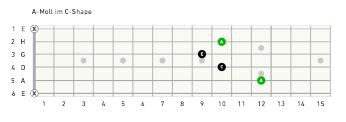 A-Moll im C-Shape
1 E X
2 H A
3 G E
4 D C
5 A A
6 E X
1 2 3 4 5 6 7 8 9 10 11 12 13 14 15